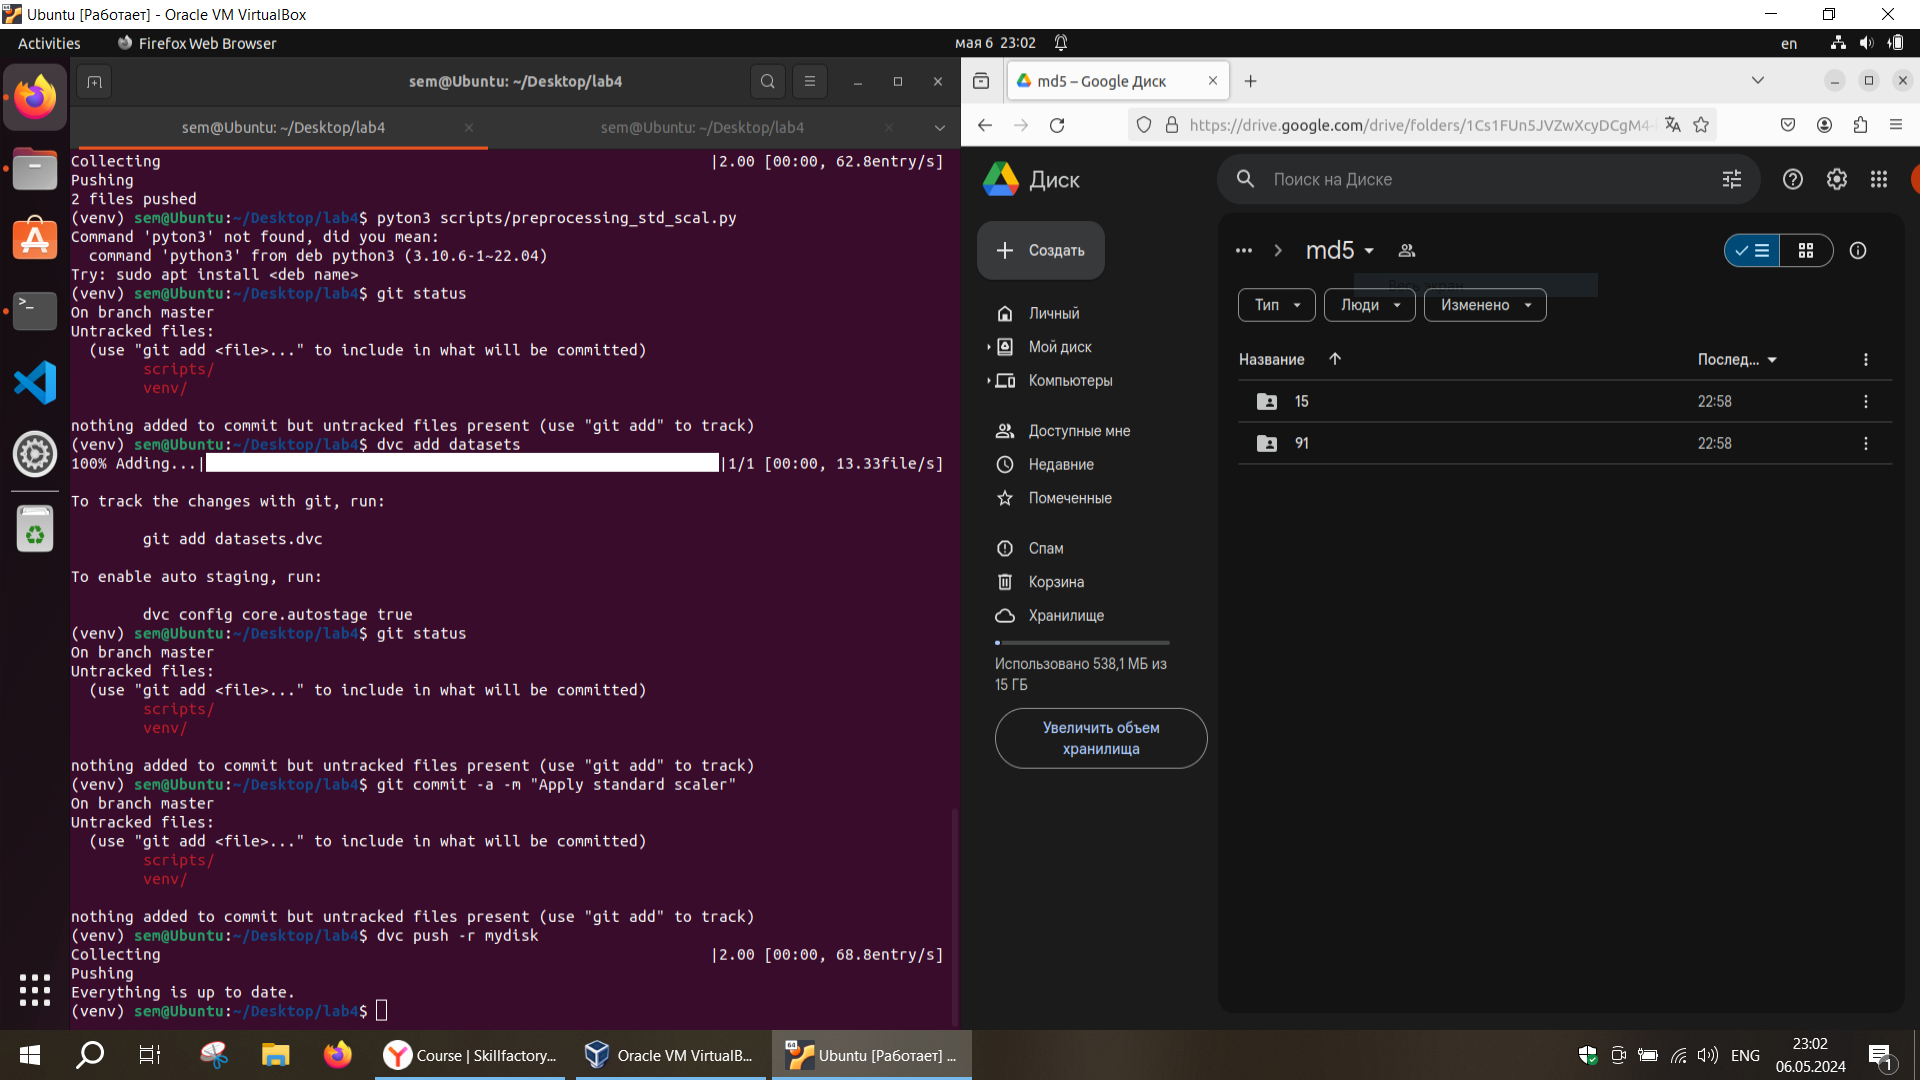 Ubuntu [Работает] - Oracle VM VirtualBox
Activities
Firefox Web Browser
мая 6 23:02
en
sem@Ubuntu: ~/Desktop/lab4
sem@Ubuntu: ~/Desktop/lab4
sem@Ubuntu: ~/Desktop/lab4
Collecting |2.00 [00:00, 62.8entry/s]
Pushing
2 files pushed
(venv) sem@Ubuntu:~/Desktop/lab4$ pyton3 scripts/preprocessing_std_scal.py
Command 'pyton3' not found, did you mean:
command 'python3' from deb python3 (3.10.6-1~22.04)
Try: sudo apt install <deb name>
(venv) sem@Ubuntu:~/Desktop/lab4$ git status
On branch master
Untracked files:
(use "git add <file>..." to include in what will be committed)
scripts/
venv/
nothing added to commit but untracked files present (use "git add" to track)
(venv) sem@Ubuntu:~/Desktop/lab4$ dvc add datasets
100% Adding...| |1/1 [00:00, 13.33file/s]
To track the changes with git, run:
git add datasets.dvc
To enable auto staging, run:
dvc config core.autostage true
(venv) sem@Ubuntu:~/Desktop/lab4$ git status
On branch master
Untracked files:
(use "git add <file>..." to include in what will be committed)
scripts/
venv/
nothing added to commit but untracked files present (use "git add" to track)
(venv) sem@Ubuntu:~/Desktop/lab4$ git commit -a -m "Apply standard scaler"
On branch master
Untracked files:
(use "git add <file>..." to include in what will be committed)
scripts/
venv/
nothing added to commit but untracked files present (use "git add" to track)
(venv) sem@Ubuntu:~/Desktop/lab4$ dvc push -r mydisk
Collecting |2.00 [00:00, 68.8entry/s]
Pushing
Everything is up to date.
(venv) sem@Ubuntu:~/Desktop/lab4$
md5 – Google Диск
https://drive.google.com/drive/folders/1Cs1FUn5JVZwXcyDCgM4-
Диск
Поиск на Диске
Создать
Личный
Мой диск
Компьютеры
Доступные мне
Недавние
Помеченные
Спам
Корзина
Хранилище
Использовано 538,1 МБ из
15 ГБ
Увеличить объем
хранилища
md5
Весь экран
Тип
Люди
Изменено
Название
Послед...
15
22:58
91
22:58
Course | Skillfactory...
Oracle VM VirtualB...
64
Ubuntu [Работает] ...
ENG
23:02
06.05.2024
1